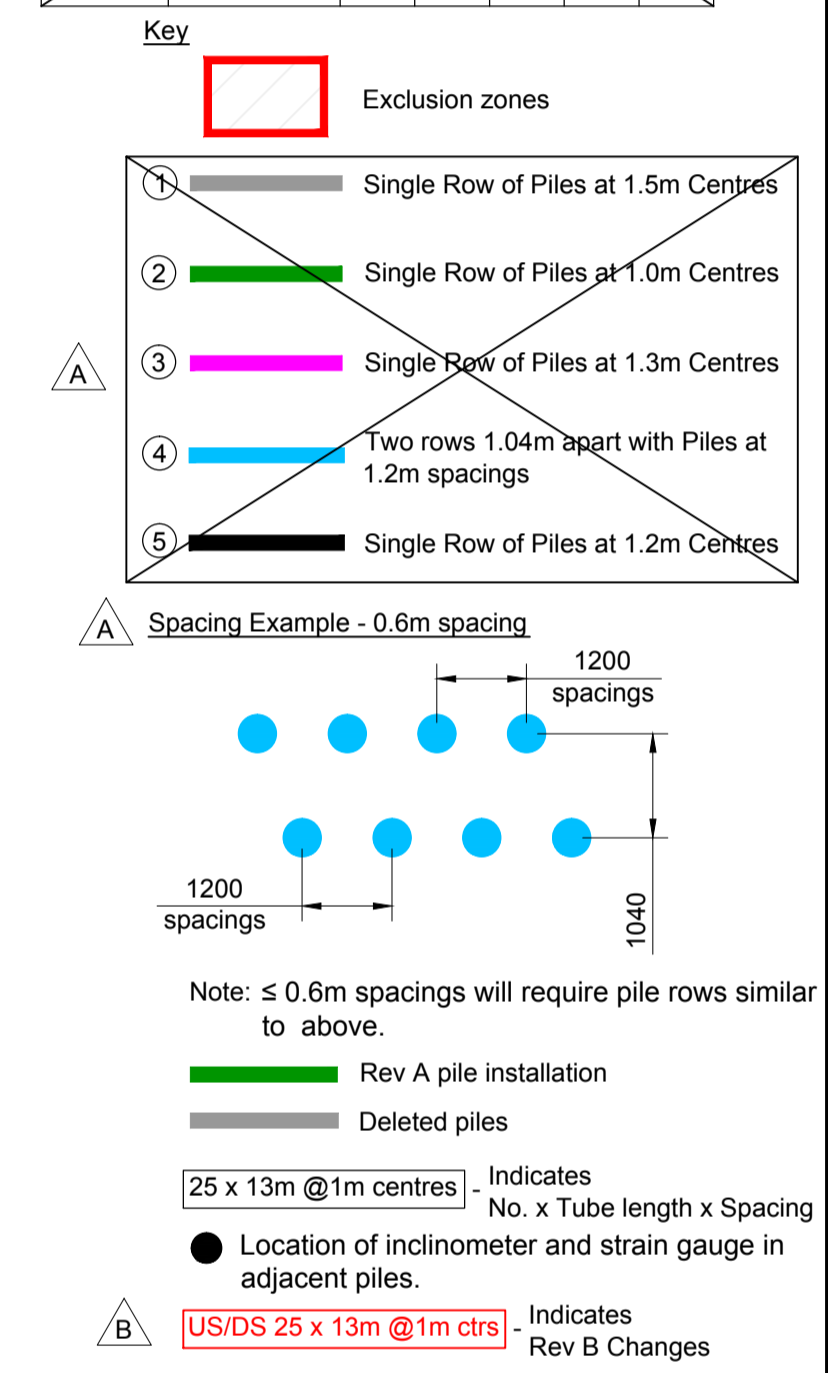 Key
Exclusion zones
1 Single Row of Piles at 1.5m Centres
2 Single Row of Piles at 1.0m Centres
A
3 Single Row of Piles at 1.3m Centres
4 Two rows 1.04m apart with Piles at
1.2m spacings
5 Single Row of Piles at 1.2m Centres
A Spacing Example - 0.6m spacing
1200
spacings
1200
spacings
1040
Note: ≤ 0.6m spacings will require pile rows similar
to above.
Rev A pile installation
Deleted piles
25 x 13m @1m centres - Indicates
No. x Tube length x Spacing
Location of inclinometer and strain gauge in
adjacent piles.
B US/DS 25 x 13m @1m ctrs - Indicates
Rev B Changes